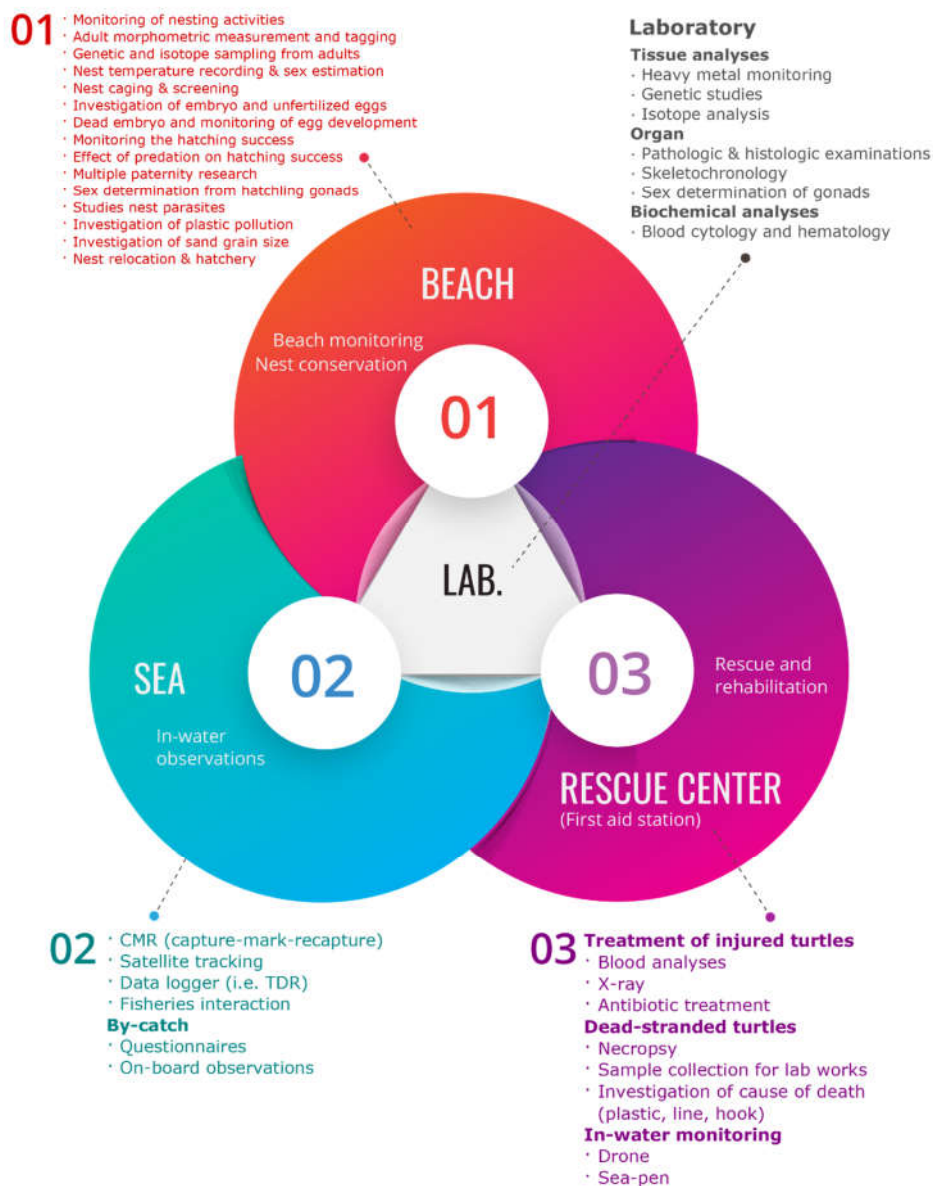 01
· Monitoring of nesting activities
· Adult morphometric measurement and tagging
· Genetic and isotope sampling from adults
· Nest temperature recording & sex estimation
· Nest caging & screening
· Investigation of embryo and unfertilized eggs
· Dead embryo and monitoring of egg development
· Monitoring the hatching success
· Effect of predation on hatching success
· Multiple paternity research
· Sex determination from hatchling gonads
· Studies nest parasites
· Investigation of plastic pollution
· Investigation of sand grain size
· Nest relocation & hatchery
Laboratory
Tissue analyses
· Heavy metal monitoring
· Genetic studies
· Isotope analysis
Organ
· Pathologic & histologic examinations
· Skeletochronology
· Sex determination of gonads
Biochemical analyses
· Blood cytology and hematology
BEACH
Beach monitoring
Nest conservation
01
LAB.
SEA
In-water
observations
02
03
Rescue and
rehabilitation
RESCUE CENTER
(First aid station)
02
· CMR (capture-mark-recapture)
· Satellite tracking
· Data logger (i.e. TDR)
· Fisheries interaction
By-catch
· Questionnaires
· On-board observations
03
Treatment of injured turtles
· Blood analyses
· X-ray
· Antibiotic treatment
Dead-stranded turtles
· Necropsy
· Sample collection for lab works
· Investigation of cause of death
(plastic, line, hook)
In-water monitoring
· Drone
· Sea-pen